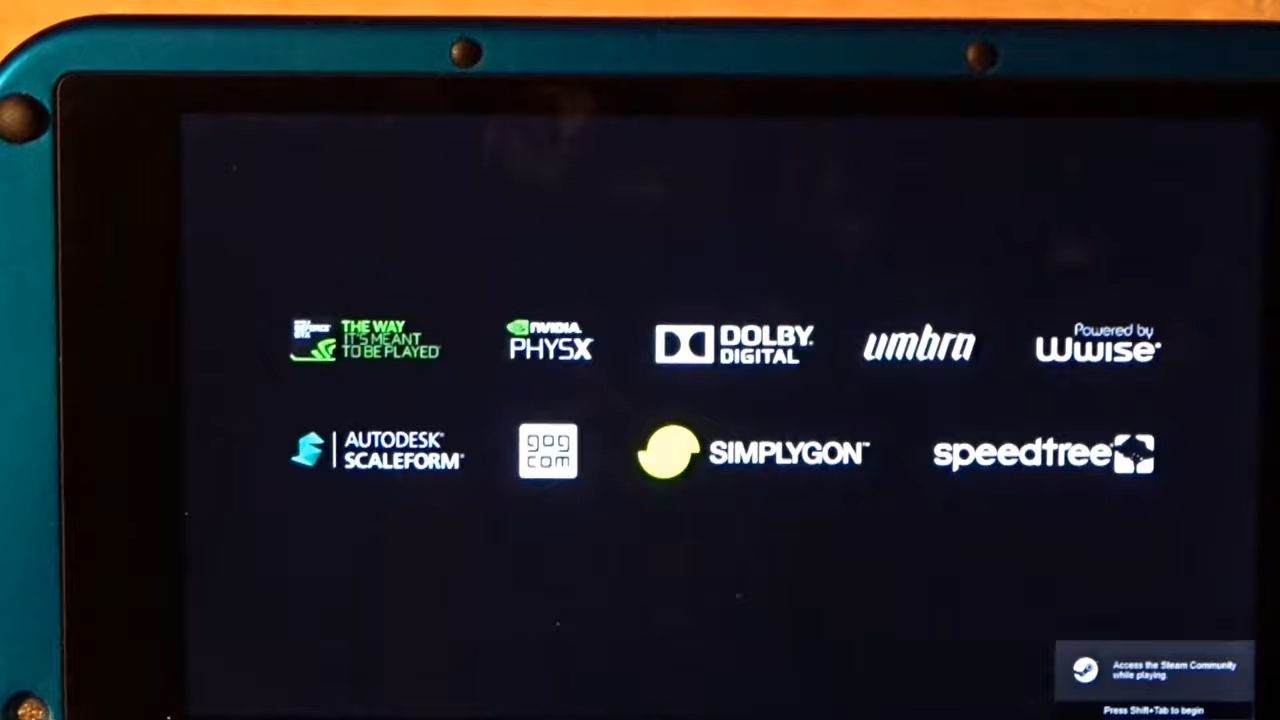 THE WAY
IT'S MEANT
TO BE PLAYED
NVIDIA
PHYSX
DOLBY
DIGITAL
umbra
Powered by
Wwise
AUTODESK®
SCALEFORM®
gog
com
SIMPLYGON™
speedtree
Access the Steam Community
while playing.
Press Shift+Tab to begin